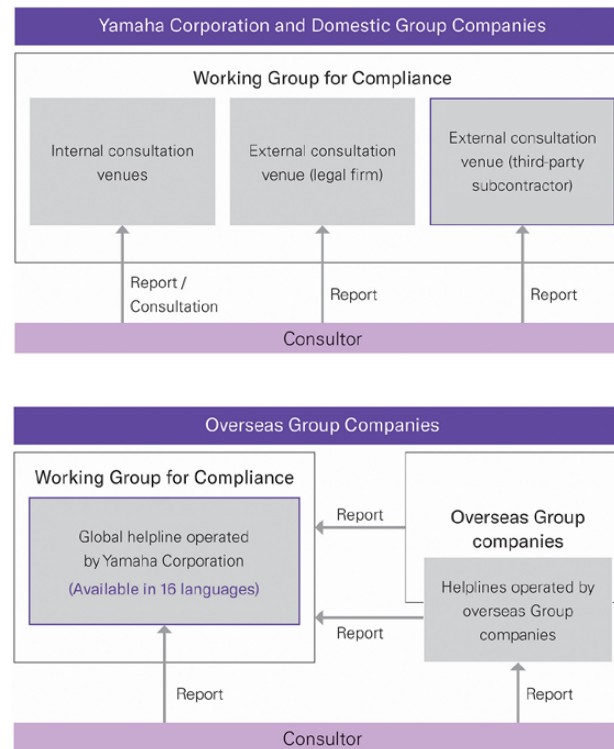 Yamaha Corporation and Domestic Group Companies
Working Group for Compliance
Internal consultation
venues
External consultation
venue (legal firm)
External consultation
venue (third-party
subcontractor)
Report /
Consultation
Report
Report
Consultor
Overseas Group Companies
Working Group for Compliance
Global helpline operated
by Yamaha Corporation
(Available in 16 languages)
Report
Overseas Group
companies
Helplines operated by
overseas Group
companies
Report
Report
Report
Consultor